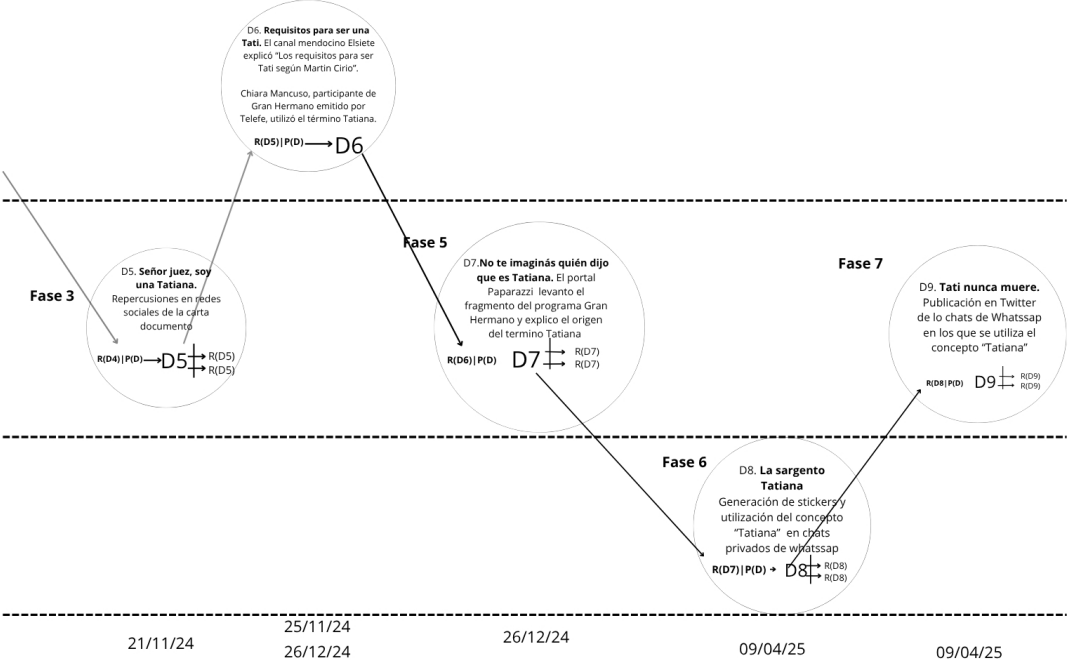 D6. Requisitos para ser una
Tati. El canal mendocino Elsiete
explicó "Los requisitos para ser
Tati según Martin Cirio".
Chiara Mancuso, participante de
Gran Hermano emitido por
Telefe, utilizó el término Tatiana.
R(D5)|P(D)
D6
Fase 3
D5. Señor juez, soy
una Tatiana.
Repercusiones en redes
sociales de la carta
documento
R(D4)|P(D)
D5
R(D5)
R(D5)
Fase 5
D7.No te imaginás quién dijo
que es Tatiana. El portal
Paparazzi levanto el
fragmento del programa Gran
Hermano y explico el origen
del termino Tatiana
R(D6)|P(D)
D7
R(D7)
R(D7)
Fase 7
D9. Tati nunca muere.
Publicación en Twitter
de lo chats de Whatssap
en los que se utiliza el
concepto "Tatiana"
R(D8|P(D)
D9
R(D9)
R(D9)
Fase 6
D8. La sargento
Tatiana
Generación de stickers y
utilización del concepto
"Tatiana" en chats
privados de whatssap
R(D7)|P(D)
D8
R(D8)
R(D8)
21/11/24
25/11/24
26/12/24
26/12/24
09/04/25
09/04/25